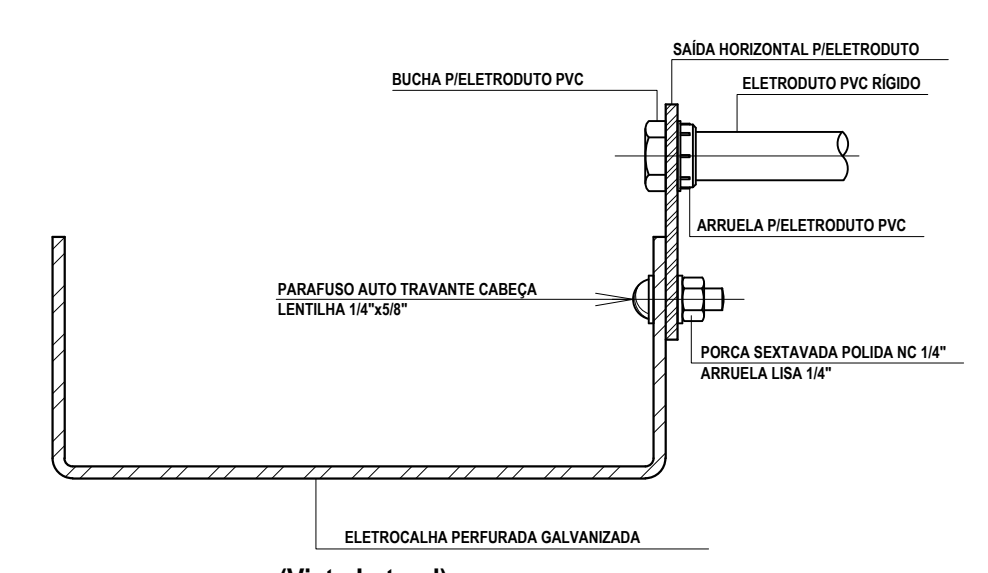 SAÍDA HORIZONTAL P/ELETRODUTO
BUCHA P/ELETRODUTO PVC
ELETRODUTO PVC RÍGIDO
ARRUELA P/ELETRODUTO PVC
PARAFUSO AUTO TRAVANTE CABEÇA
LENTILHA 1/4"x5/8"
PORCA SEXTAVADA POLIDA NC 1/4"
ARRUELA LISA 1/4"
ELETROCALHA PERFURADA GALVANIZADA